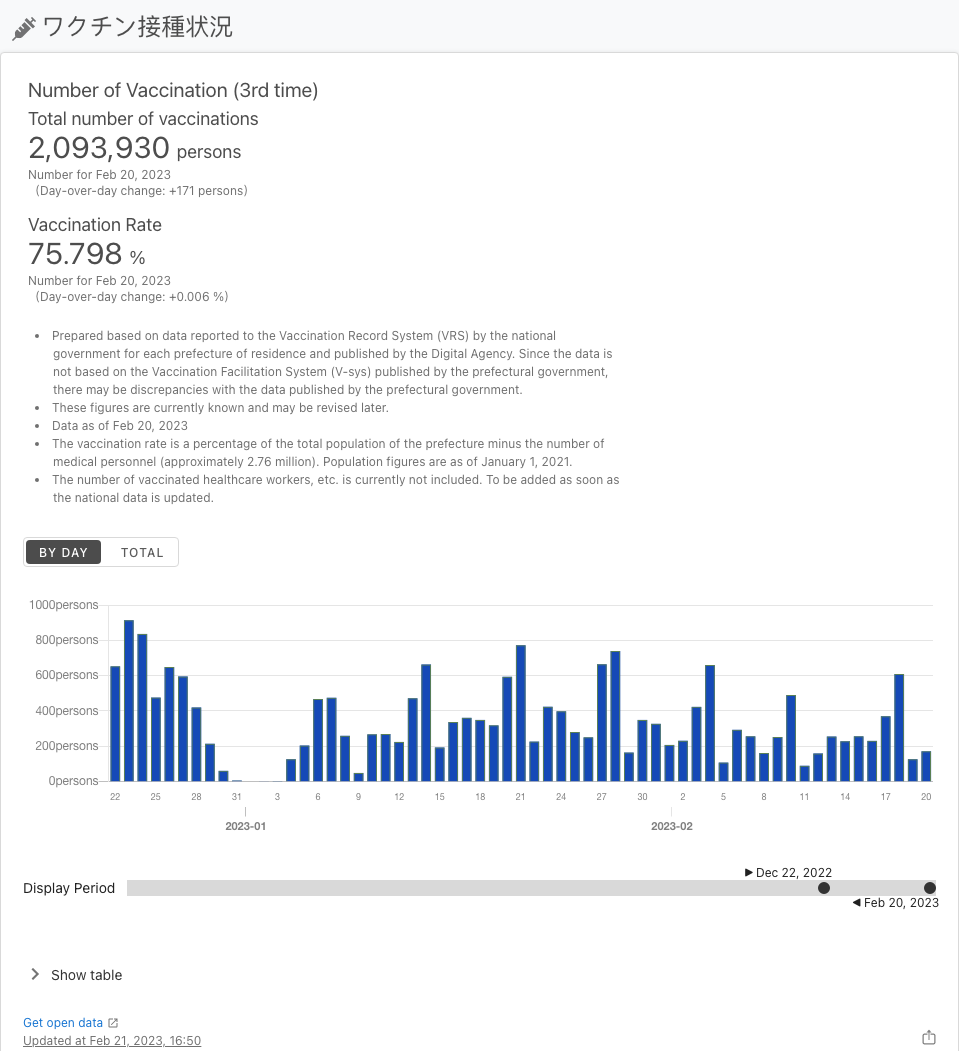 ワクチン接種状況
Number of Vaccination (3rd time)
Total number of vaccinations
2,093,930 persons
Number for Feb 20, 2023
(Day-over-day change: +171 persons)
Vaccination Rate
75.798 %
Number for Feb 20, 2023
(Day-over-day change: +0.006 %)
• Prepared based on data reported to the Vaccination Record System (VRS) by the national
government for each prefecture of residence and published by the Digital Agency. Since the data is
not based on the Vaccination Facilitation System (V-sys) published by the prefectural government,
there may be discrepancies with the data published by the prefectural government.
• These figures are currently known and may be revised later.
• Data as of Feb 20, 2023
• The vaccination rate is a percentage of the total population of the prefecture minus the number of
medical personnel (approximately 2.76 million). Population figures are as of January 1, 2021.
• The number of vaccinated healthcare workers, etc. is currently not included. To be added as soon as
the national data is updated.
BY DAY TOTAL
1000persons
800persons
600persons
400persons
200persons
0persons
22 25 28 31 3 6 9 12 15 18 21 24 27 30 2 5 8 11 14 17 20
2023-01 2023-02
Dec 22, 2022
Display Period
Feb 20, 2023
Show table
Get open data
Updated at Feb 21, 2023, 16:50